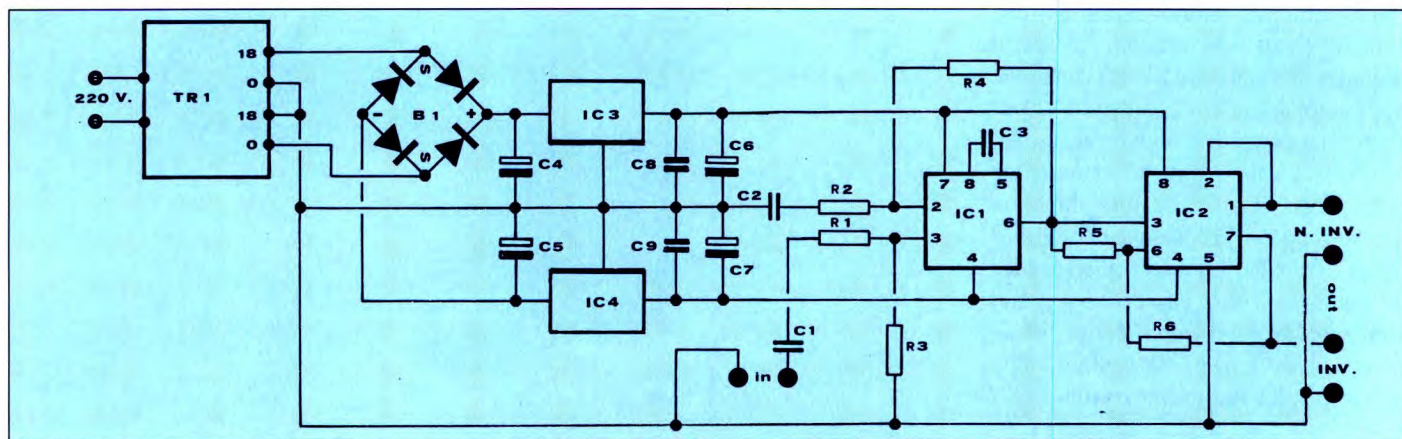 220 V.
TR1
18
0
18
0
S
-
B1
+
S
C4
C5
IC3
IC4
C8
C6
C9
C7
C2
R2
R1
C1
in
R4
R3
7
8
5
C3
2
IC1
6
3
4
R5
8
2
3
IC2
1
6
7
4
5
R6
N. INV.
out
INV.